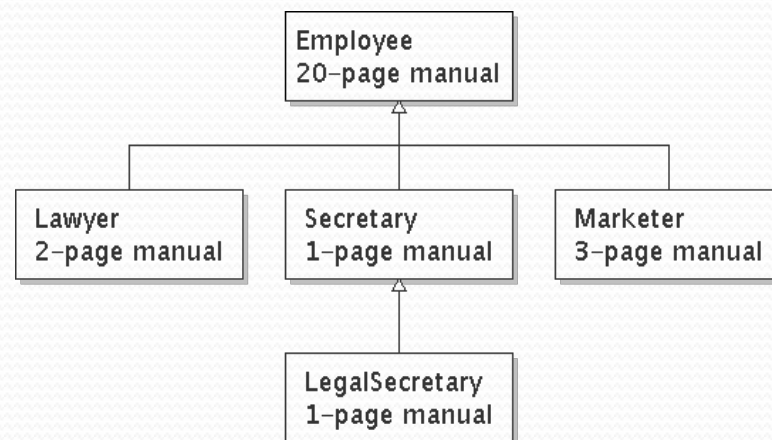 Employee
20-page manual
Lawyer
2-page manual
Secretary
1-page manual
Marketer
3-page manual
LegalSecretary
1-page manual